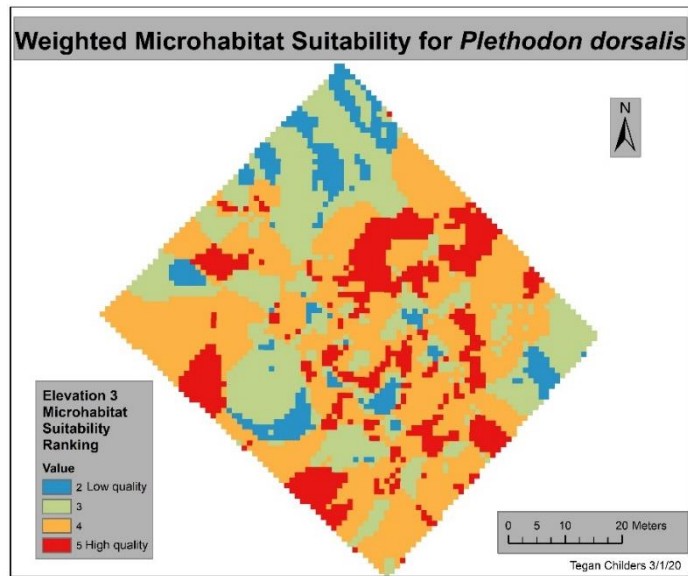 Weighted Microhabitat Suitability for Plethodon dorsalis
N
Elevation 3
Microhabitat
Suitability
Ranking
Value
2 Low quality
3
4
5 High quality
0 5 10 20 Meters
Tegan Childers 3/1/20